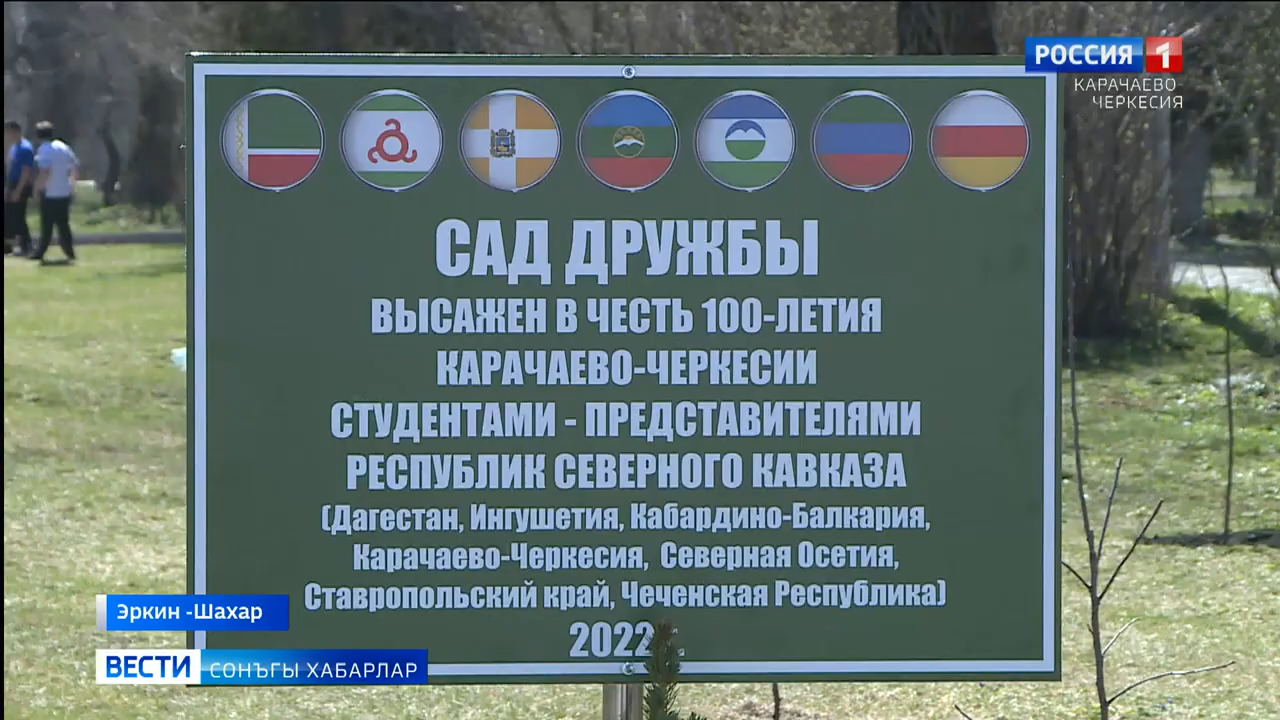 РОССИЯ 1
КАРАЧАЕВО-
ЧЕРКЕСИЯ
САД ДРУЖБЫ
ВЫСАЖЕН В ЧЕСТЬ 100-ЛЕТИЯ
КАРАЧАЕВО-ЧЕРКЕСИИ
СТУДЕНТАМИ - ПРЕДСТАВИТЕЛЯМИ
РЕСПУБЛИК СЕВЕРНОГО КАВКАЗА
(Дагестан, Ингушетия, Кабардино-Балкария,
Карачаево-Черкесия, Северная Осетия,
Ставропольский край, Чеченская Республика)
2022
Эркин -Шахар
ВЕСТИ СОНЪГЫ ХАБАРЛАР